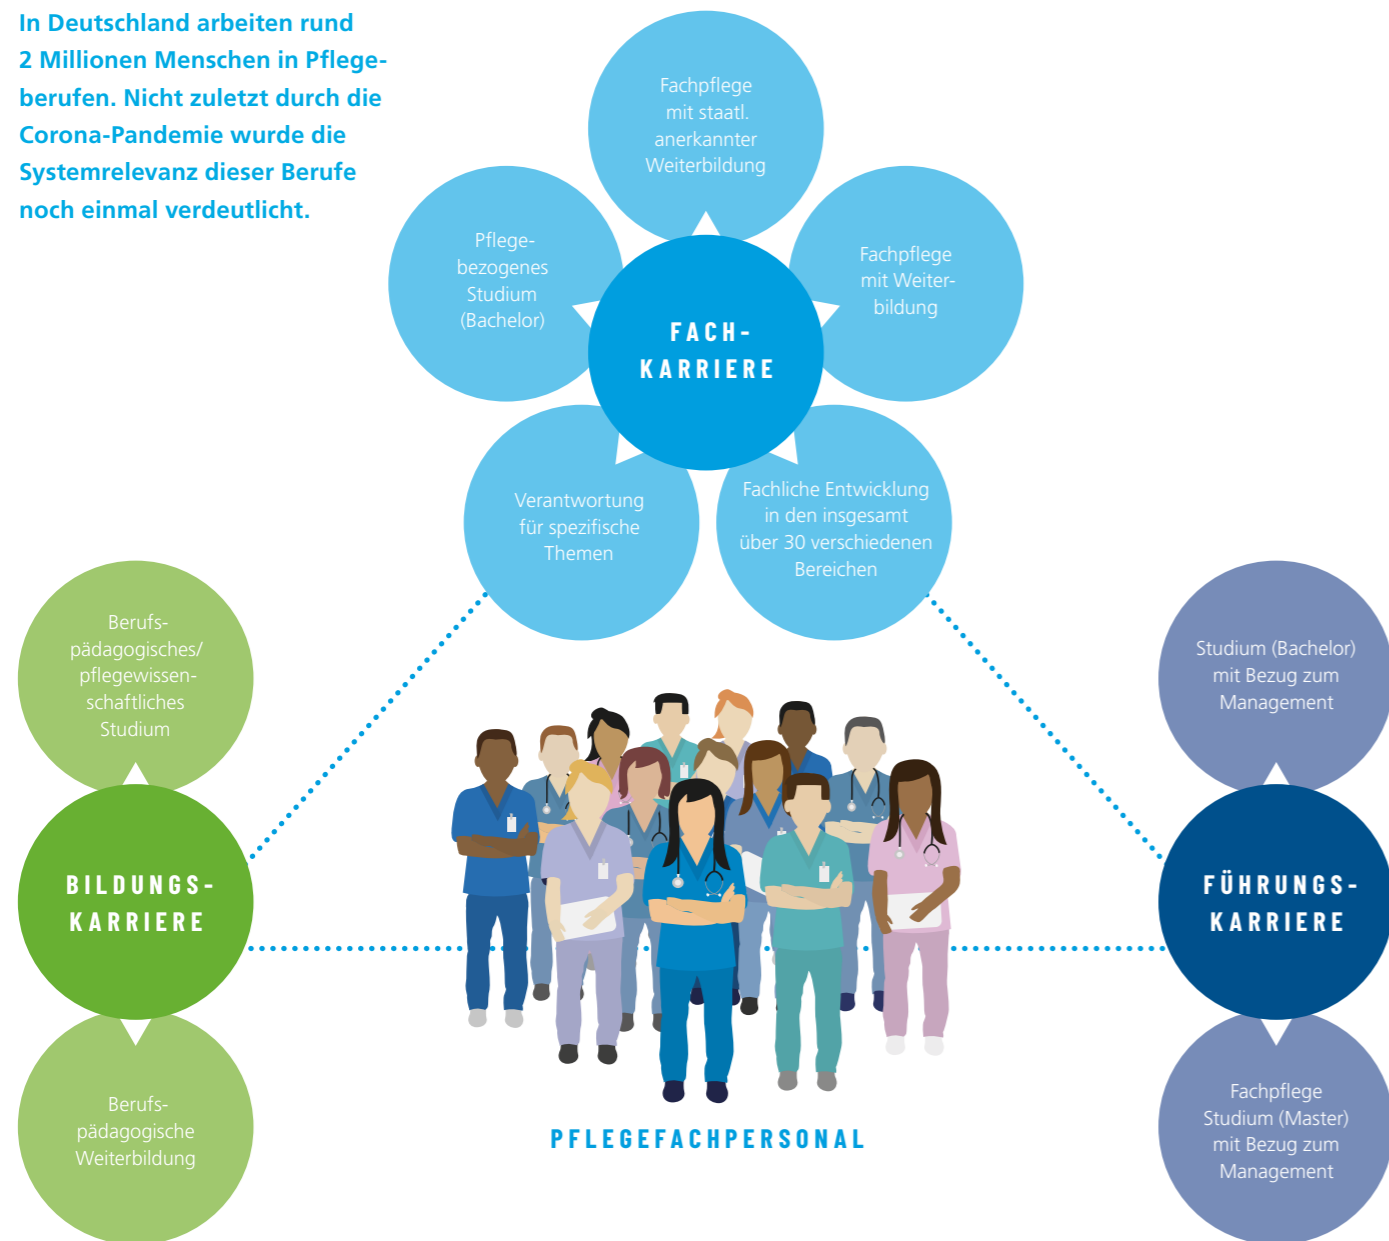 In Deutschland arbeiten rund
2 Millionen Menschen in Pflege-
berufen. Nicht zuletzt durch die
Corona-Pandemie wurde die
Systemrelevanz dieser Berufe
noch einmal verdeutlicht.
Fachpflege
mit staatl.
anerkannter
Weiterbildung
Pflege-
bezogenes
Studium
(Bachelor)
Fachpflege
mit Weiter-
bildung
FACH-
KARRIERE
Verantwortung
für spezifische
Themen
Fachliche Entwicklung
in den insgesamt
über 30 verschiedenen
Bereichen
Berufs-
pädagogisches/
pflegewissen-
schaftliches
Studium
BILDUNGS-
KARRIERE
Berufs-
pädagogische
Weiterbildung
Studium (Bachelor)
mit Bezug zum
Management
FÜHRUNGS-
KARRIERE
Fachpflege
Studium (Master)
mit Bezug zum
Management
PFLEGEFACHPERSONAL